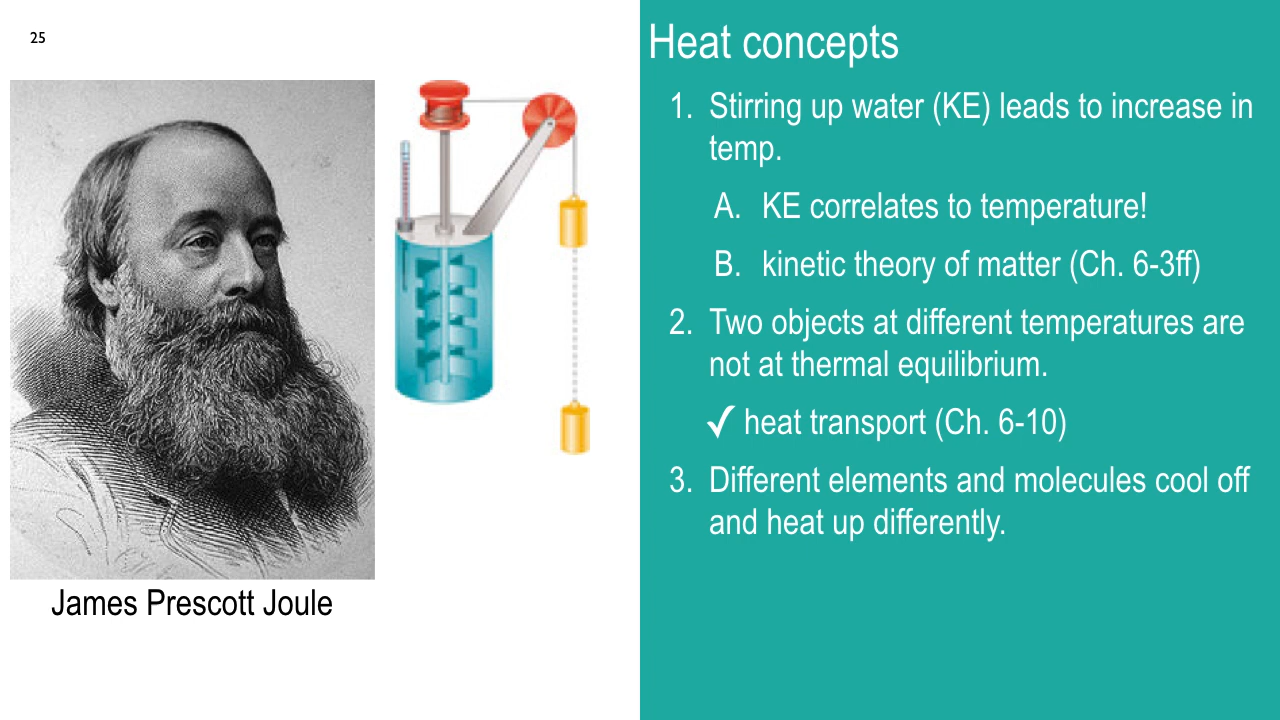 25
James Prescott Joule
Heat concepts
1. Stirring up water (KE) leads to increase in
temp.
A. KE correlates to temperature!
B. kinetic theory of matter (Ch. 6-3ff)
2. Two objects at different temperatures are
not at thermal equilibrium.
✓ heat transport (Ch. 6-10)
3. Different elements and molecules cool off
and heat up differently.